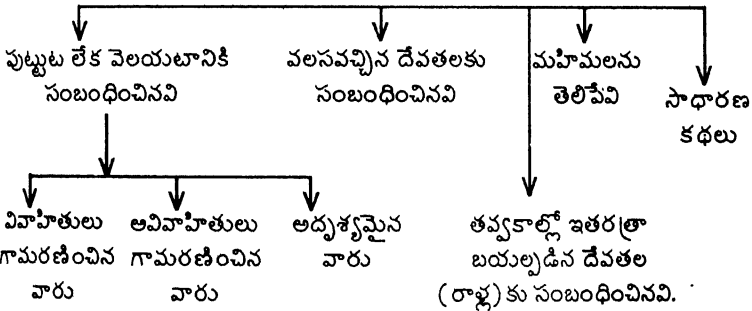 పుట్టుట లేక వెలయటానికి
సంబంధించినవి
వలసవచ్చిన దేవతలకు
సంబంధించినవి
మహిమలను
తెలిపేవి
సాధారణ
కథలు
వివాహితులు
గామరణించిన
వారు
అవివాహితులు
గామరణించిన
వారు
అదృశ్యమైన
వారు
తవ్వకాల్లో ఇతరత్రా
బయల్పడిన దేవతల
(రాళ్ల)కు సంబంధించినవి.